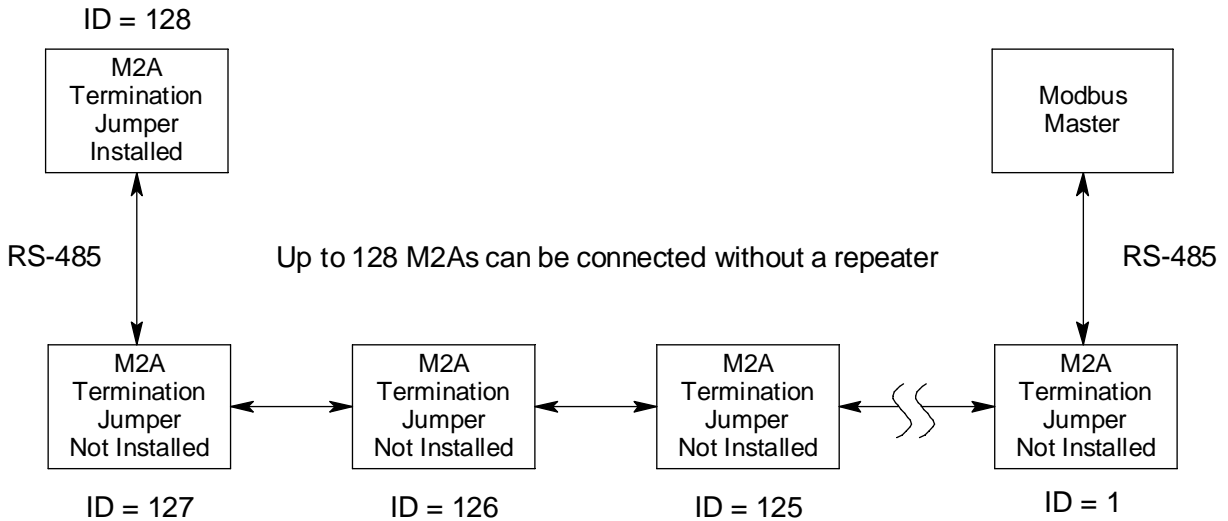 ID = 128
M2A
Termination
Jumper
Installed
Modbus
Master
RS-485
Up to 128 M2As can be connected without a repeater
RS-485
M2A
Termination
Jumper
Not Installed
M2A
Termination
Jumper
Not Installed
M2A
Termination
Jumper
Not Installed
M2A
Termination
Jumper
Not Installed
ID = 127
ID = 126
ID = 125
ID = 1